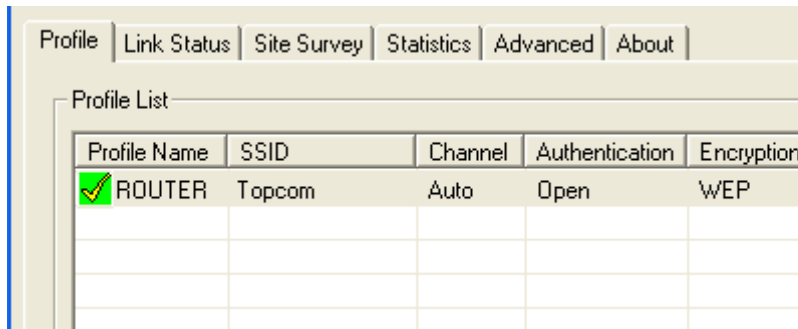 Profile Link Status Site Survey Statistics Advanced About
Profile List
Profile Name SSID Channel Authentication Encryption
ROUTER Topcom Auto Open WEP